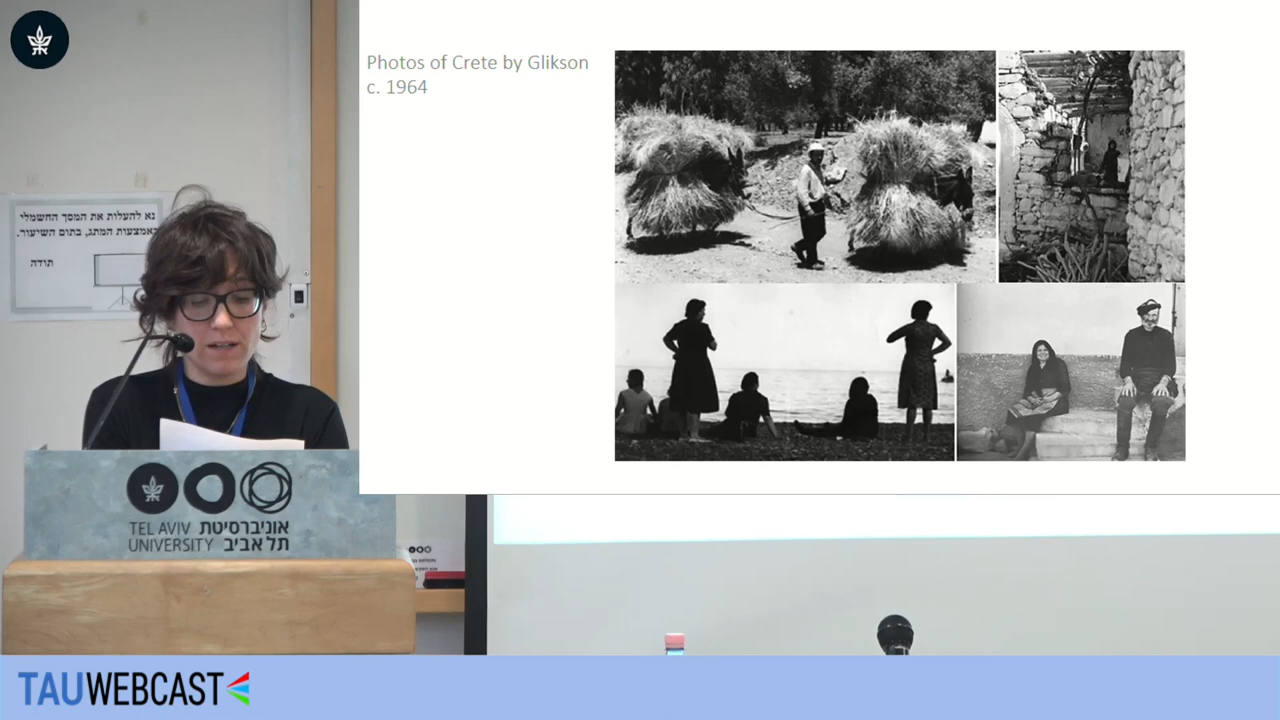 Photos of Crete by Glikson
c. 1964
נא להעלות את המסך החשמלי
באמצעות המתג, בתום השיעור.
תודה
TEL AVIV אוניברסיטת
UNIVERSITY תל אביב
TAUWEBCAST